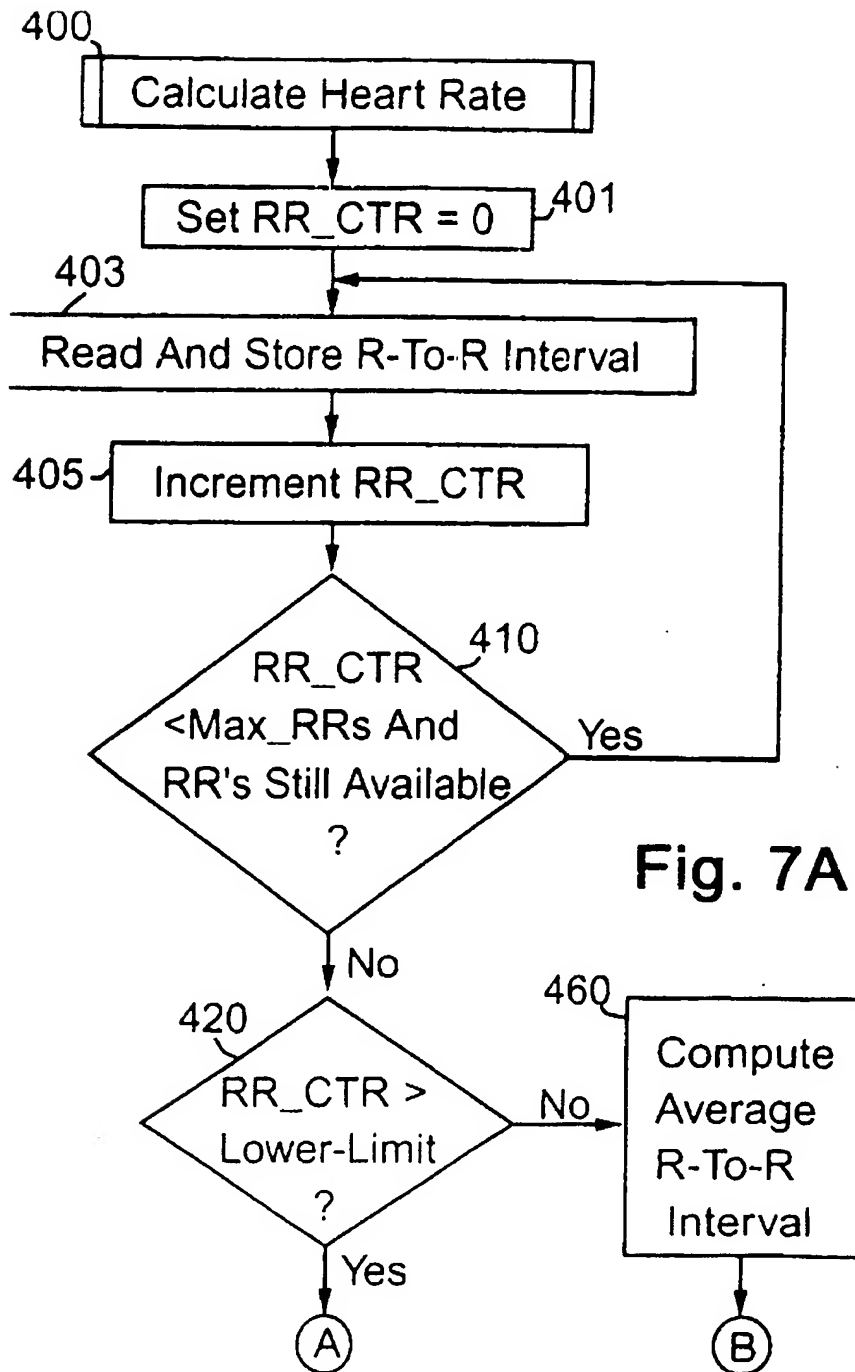 400
Calculate Heart Rate
Set RR_CTR = 0
401
403
Read And Store R-To-R Interval
405
Increment RR_CTR
410
RR_CTR
<Max_RRs And
RR's Still Available
?
Yes
Fig. 7A
No
420
RR_CTR >
Lower-Limit
?
No
460
Compute
Average
R-To-R
Interval
Yes
A
B